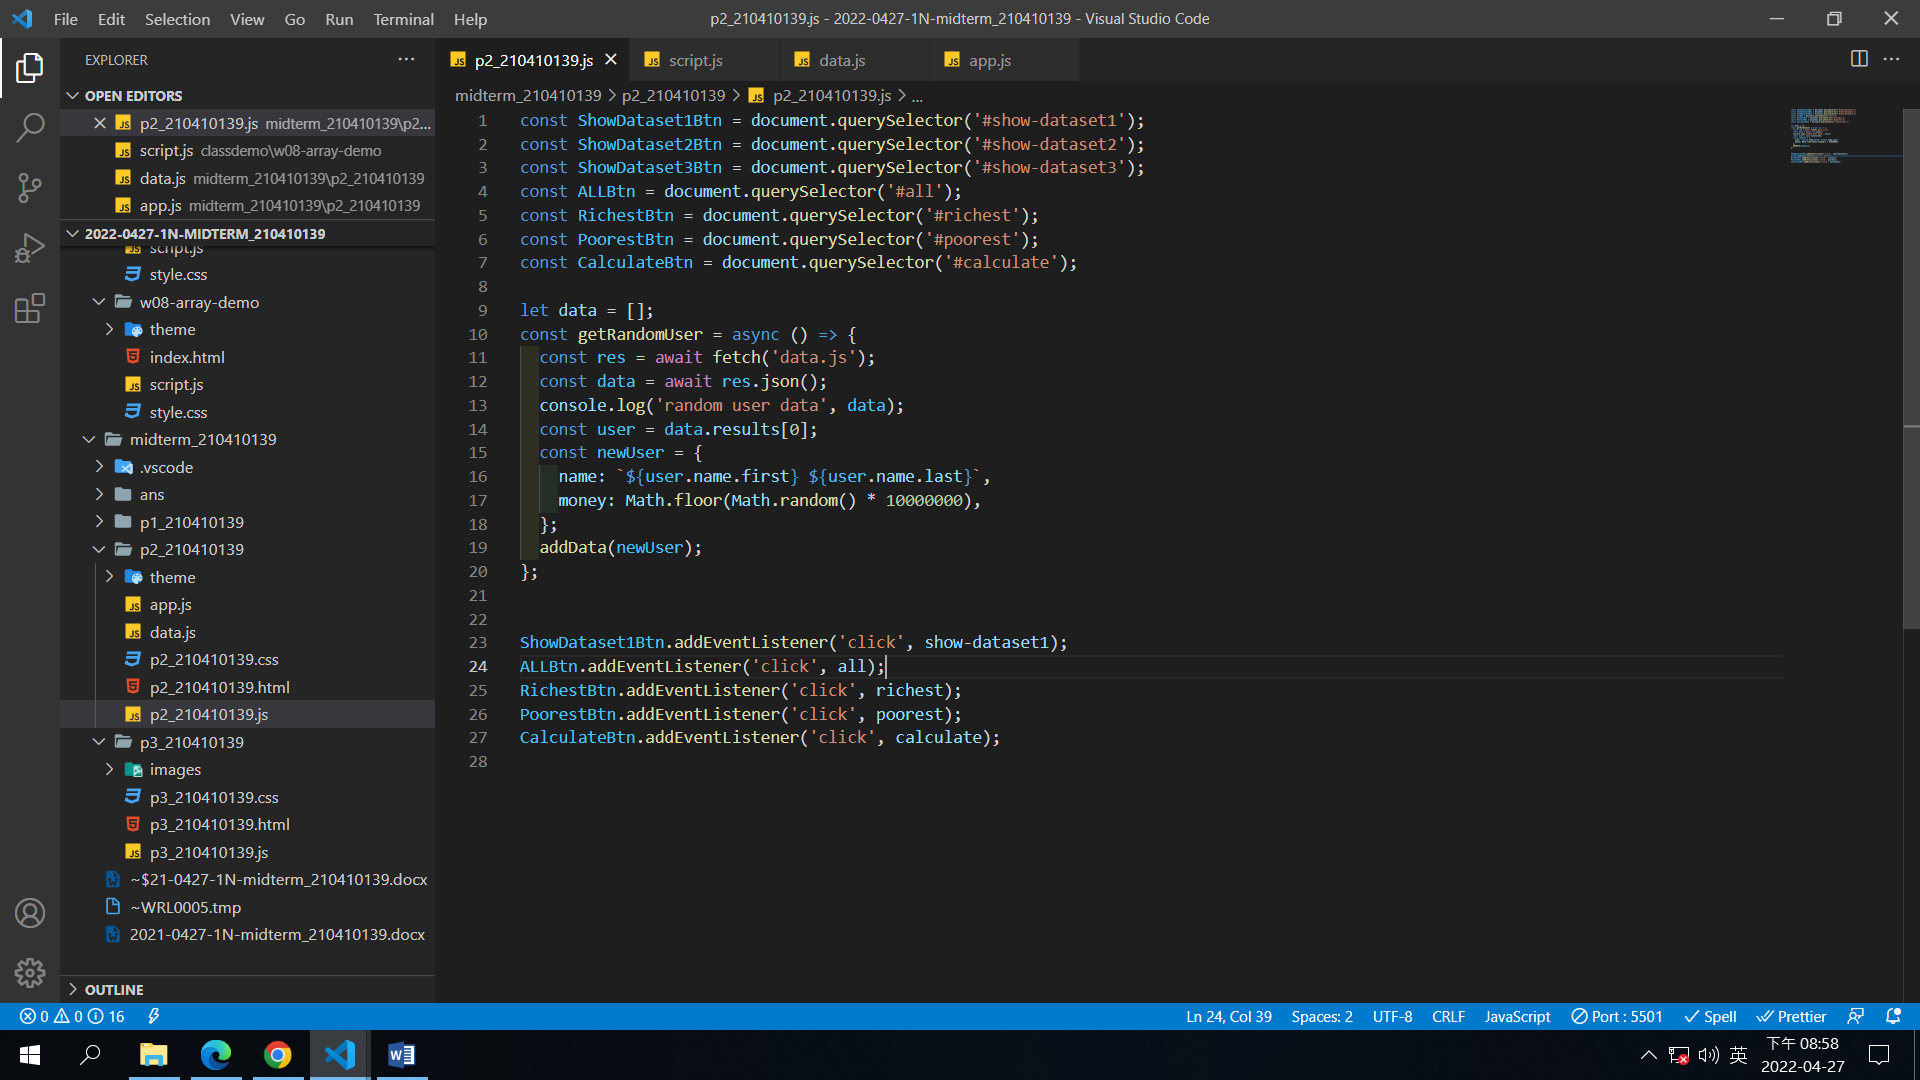 File Edit Selection View Go Run Terminal Help
p2_210410139.js - 2022-0427-1N-midterm_210410139 - Visual Studio Code
EXPLORER
OPEN EDITORS
p2_210410139.js midterm_210410139\p2...
script.js classdemo\w08-array-demo
data.js midterm_210410139\p2_210410139
app.js midterm_210410139\p2_210410139
2022-0427-1N-MIDTERM_210410139
script.js
style.css
w08-array-demo
theme
index.html
script.js
style.css
midterm_210410139
.vscode
ans
p1_210410139
p2_210410139
theme
app.js
data.js
p2_210410139.css
p2_210410139.html
p2_210410139.js
p3_210410139
images
p3_210410139.css
p3_210410139.html
p3_210410139.js
~$21-0427-1N-midterm_210410139.docx
~WRL0005.tmp
2021-0427-1N-midterm_210410139.docx
OUTLINE
p2_210410139.js script.js data.js app.js
midterm_210410139 > p2_210410139 > p2_210410139.js > ...
1 const ShowDataset1Btn = document.querySelector('#show-dataset1');
2 const ShowDataset2Btn = document.querySelector('#show-dataset2');
3 const ShowDataset3Btn = document.querySelector('#show-dataset3');
4 const ALLBtn = document.querySelector('#all');
5 const RichestBtn = document.querySelector('#richest');
6 const PoorestBtn = document.querySelector('#poorest');
7 const CalculateBtn = document.querySelector('#calculate');
8
9 let data = [];
10 const getRandomUser = async () => {
11 const res = await fetch('data.js');
12 const data = await res.json();
13 console.log('random user data', data);
14 const user = data.results[0];
15 const newUser = {
16 name: `${user.name.first} ${user.name.last}`,
17 money: Math.floor(Math.random() * 10000000),
18 };
19 addData(newUser);
20 };
21
22
23 ShowDataset1Btn.addEventListener('click', show-dataset1);
24 ALLBtn.addEventListener('click', all);
25 RichestBtn.addEventListener('click', richest);
26 PoorestBtn.addEventListener('click', poorest);
27 CalculateBtn.addEventListener('click', calculate);
28
0 0 16
Ln 24, Col 39 Spaces: 2 UTF-8 CRLF JavaScript Port : 5501 Spell Prettier
英
下午 08:58
2022-04-27